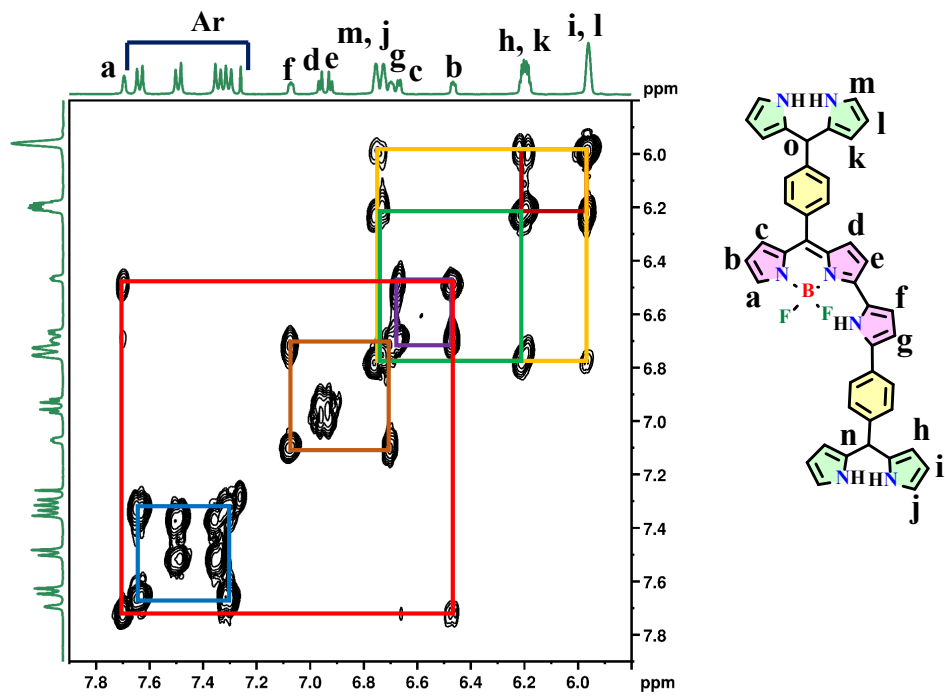 Ar
a
f
d
e
m, j
g
c
b
h, k
i, l
ppm
6.0
6.2
6.4
6.6
6.8
7.0
7.2
7.4
7.6
7.8
7.8 7.6 7.4 7.2 7.0 6.8 6.6 6.4 6.2 6.0 ppm
NH HN m
l
o k
c d
b e
N N
a B
F F f
HN g
n h
i
NH HN
j